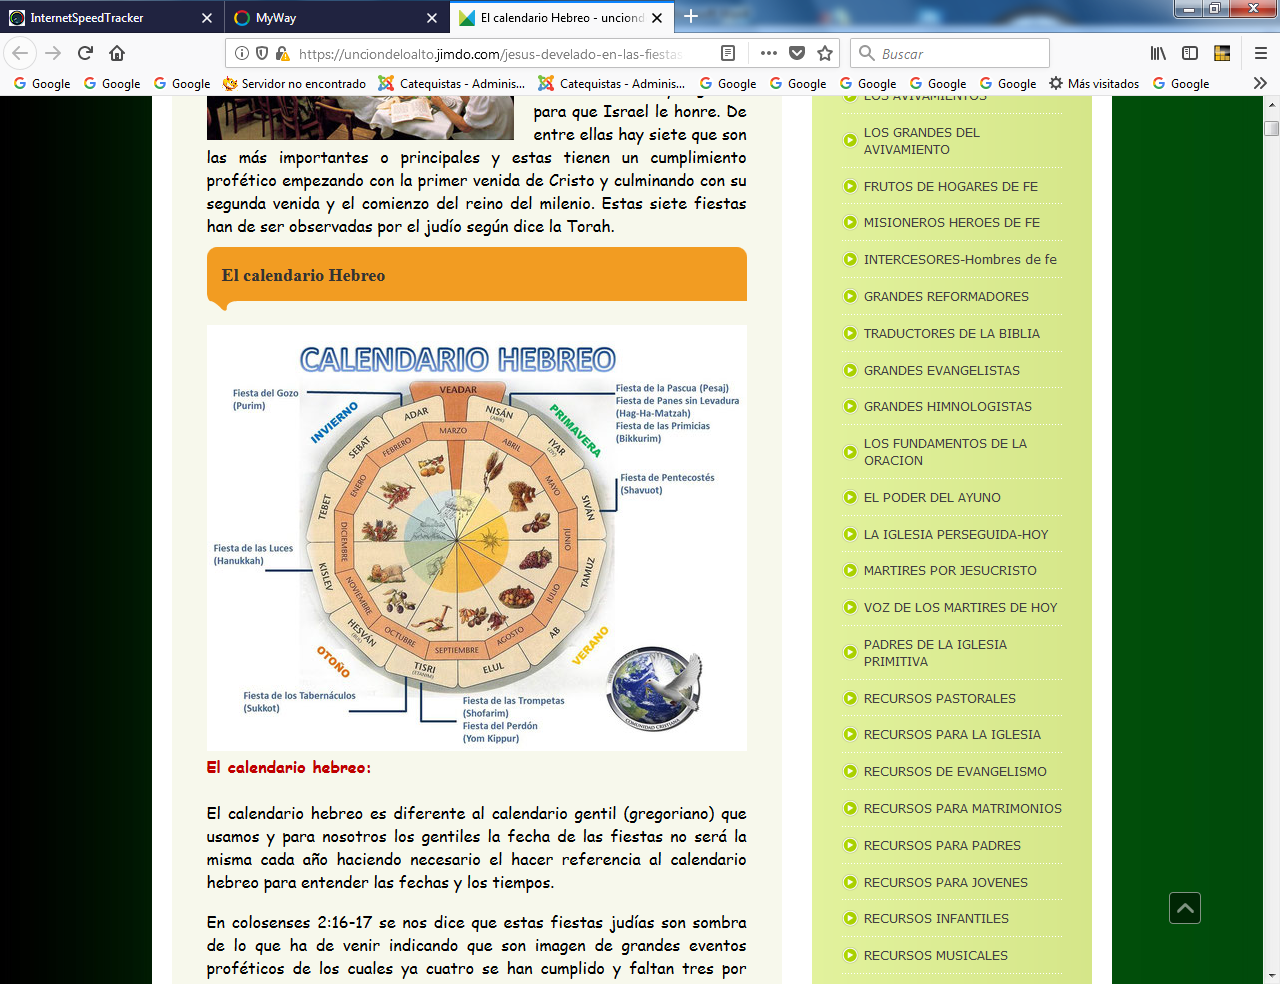 InternetSpeedTracker
MyWay
El calendario Hebreo - unciond
https://unciondeloalto.jimdo.com/jesus-develado-en-las-fiestas
Buscar
Google
Google
Google
Servidor no encontrado
Catequistas - Adminis...
Catequistas - Adminis...
Google
Google
Google
Google
Google
Más visitados
Google
para que Israel le honre. De
entre ellas hay siete que son
las más importantes o principales y estas tienen un cumplimiento
profético empezando con la primer venida de Cristo y culminando con su
segunda venida y el comienzo del reino del milenio. Estas siete fiestas
han de ser observadas por el judío según dice la Torah.
El calendario Hebreo
CALENDARIO HEBREO
Fiesta del Gozo
(Purim)
INVIERNO
VEADAR
ADAR
NISÁN
PRIMAVERA
Fiesta de la Pascua (Pesaj)
Fiesta de Panes sin Levadura
(Hag-Ha-Matzah)
Fiesta de las Primicias
(Bikkurim)
SEBAT
FEBRERO
MARZO
ABRIL
IYAR
ENERO
MAYO
Fiesta de Pentecostés
(Shavuot)
TEBET
SIVÁN
DICIEMBRE
JUNIO
Fiesta de las Luces
(Hanukkah)
KISLEV
TAMUZ
NOVIEMBRE
JULIO
HESVÁN
OCTUBRE
SEPTIEMBRE
AGOSTO
AB
OTOÑO
TISRI
ELUL
VERANO
Fiesta de los Tabernáculos
(Sukkot)
Fiesta de las Trompetas
(Shofarim)
Fiesta del Perdón
(Yom Kippur)
COMUNIDAD CRISTIANA
El calendario hebreo:
El calendario hebreo es diferente al calendario gentil (gregoriano) que
usamos y para nosotros los gentiles la fecha de las fiestas no será la
misma cada año haciendo necesario el hacer referencia al calendario
hebreo para entender las fechas y los tiempos.
En colosenses 2:16-17 se nos dice que estas fiestas judías son sombra
de lo que ha de venir indicando que son imagen de grandes eventos
proféticos de los cuales ya cuatro se han cumplido y faltan tres por
LOS AVIVAMIENTOS
LOS GRANDES DEL
AVIVAMIENTO
FRUTOS DE HOGARES DE FE
MISIONEROS HEROES DE FE
INTERCESORES-Hombres de fe
GRANDES REFORMADORES
TRADUCTORES DE LA BIBLIA
GRANDES EVANGELISTAS
GRANDES HIMNOLOGISTAS
LOS FUNDAMENTOS DE LA
ORACION
EL PODER DEL AYUNO
LA IGLESIA PERSEGUIDA-HOY
MARTIRES POR JESUCRISTO
VOZ DE LOS MARTIRES DE HOY
PADRES DE LA IGLESIA
PRIMITIVA
RECURSOS PASTORALES
RECURSOS PARA LA IGLESIA
RECURSOS DE EVANGELISMO
RECURSOS PARA MATRIMONIOS
RECURSOS PARA PADRES
RECURSOS PARA JOVENES
RECURSOS INFANTILES
RECURSOS MUSICALES